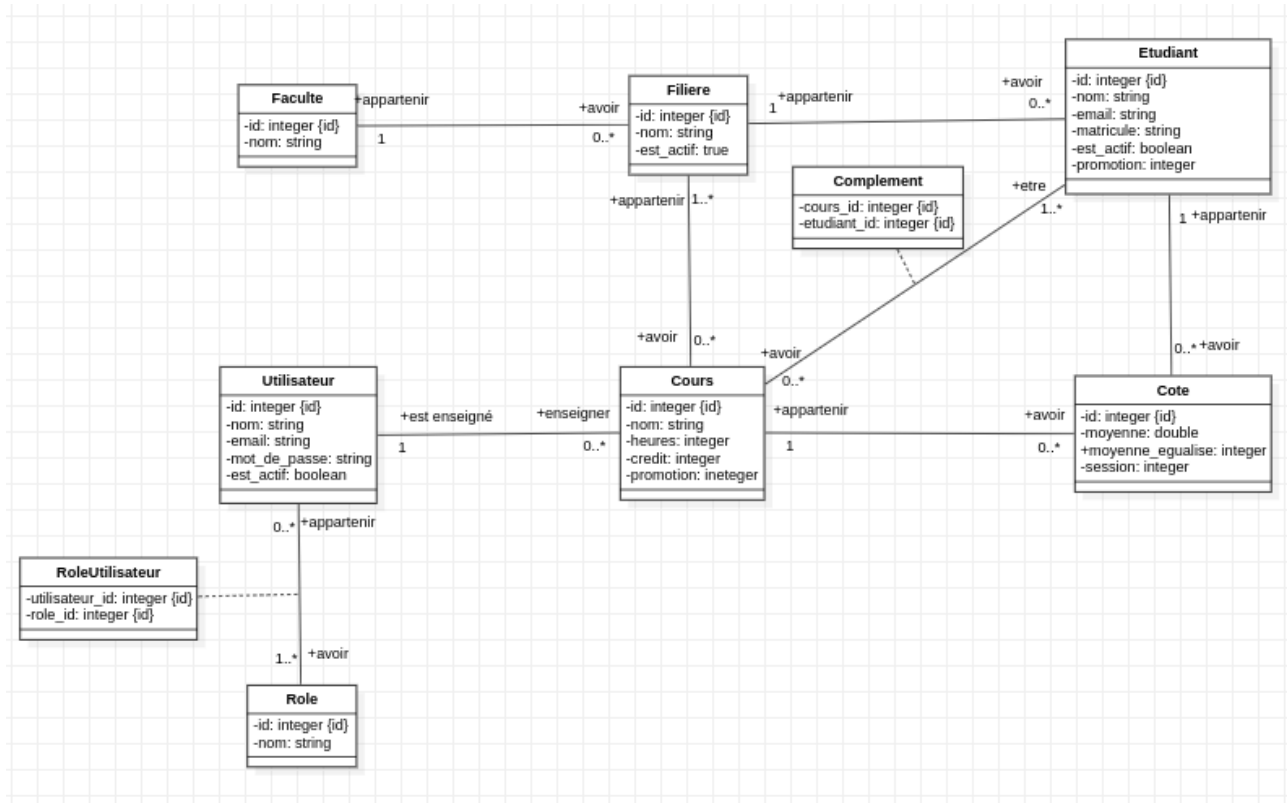 Etudiant
-id: integer {id}
-nom: string
-email: string
-matricule: string
-est_actif: boolean
-promotion: integer
Faculte
-id: integer {id}
-nom: string
+appartenir
1
+avoir
0..*
Filiere
-id: integer {id}
-nom: string
-est_actif: true
+appartenir
1
+avoir
0..*
Complement
-cours_id: integer {id}
-etudiant_id: integer {id}
+etre
1..*
+appartenir
1..*
1
+appartenir
+avoir
0..*
+avoir
0..*
0..*
+avoir
Utilisateur
-id: integer {id}
-nom: string
-email: string
-mot_de_passe: string
-est_actif: boolean
+est enseigné
1
+enseigner
0..*
Cours
-id: integer {id}
-nom: string
-heures: integer
-credit: integer
-promotion: ineteger
+appartenir
1
+avoir
0..*
Cote
-id: integer {id}
-moyenne: double
+moyenne_egualise: integer
-session: integer
0..*
+appartenir
RoleUtilisateur
-utilisateur_id: integer {id}
-role_id: integer {id}
1..*
+avoir
Role
-id: integer {id}
-nom: string